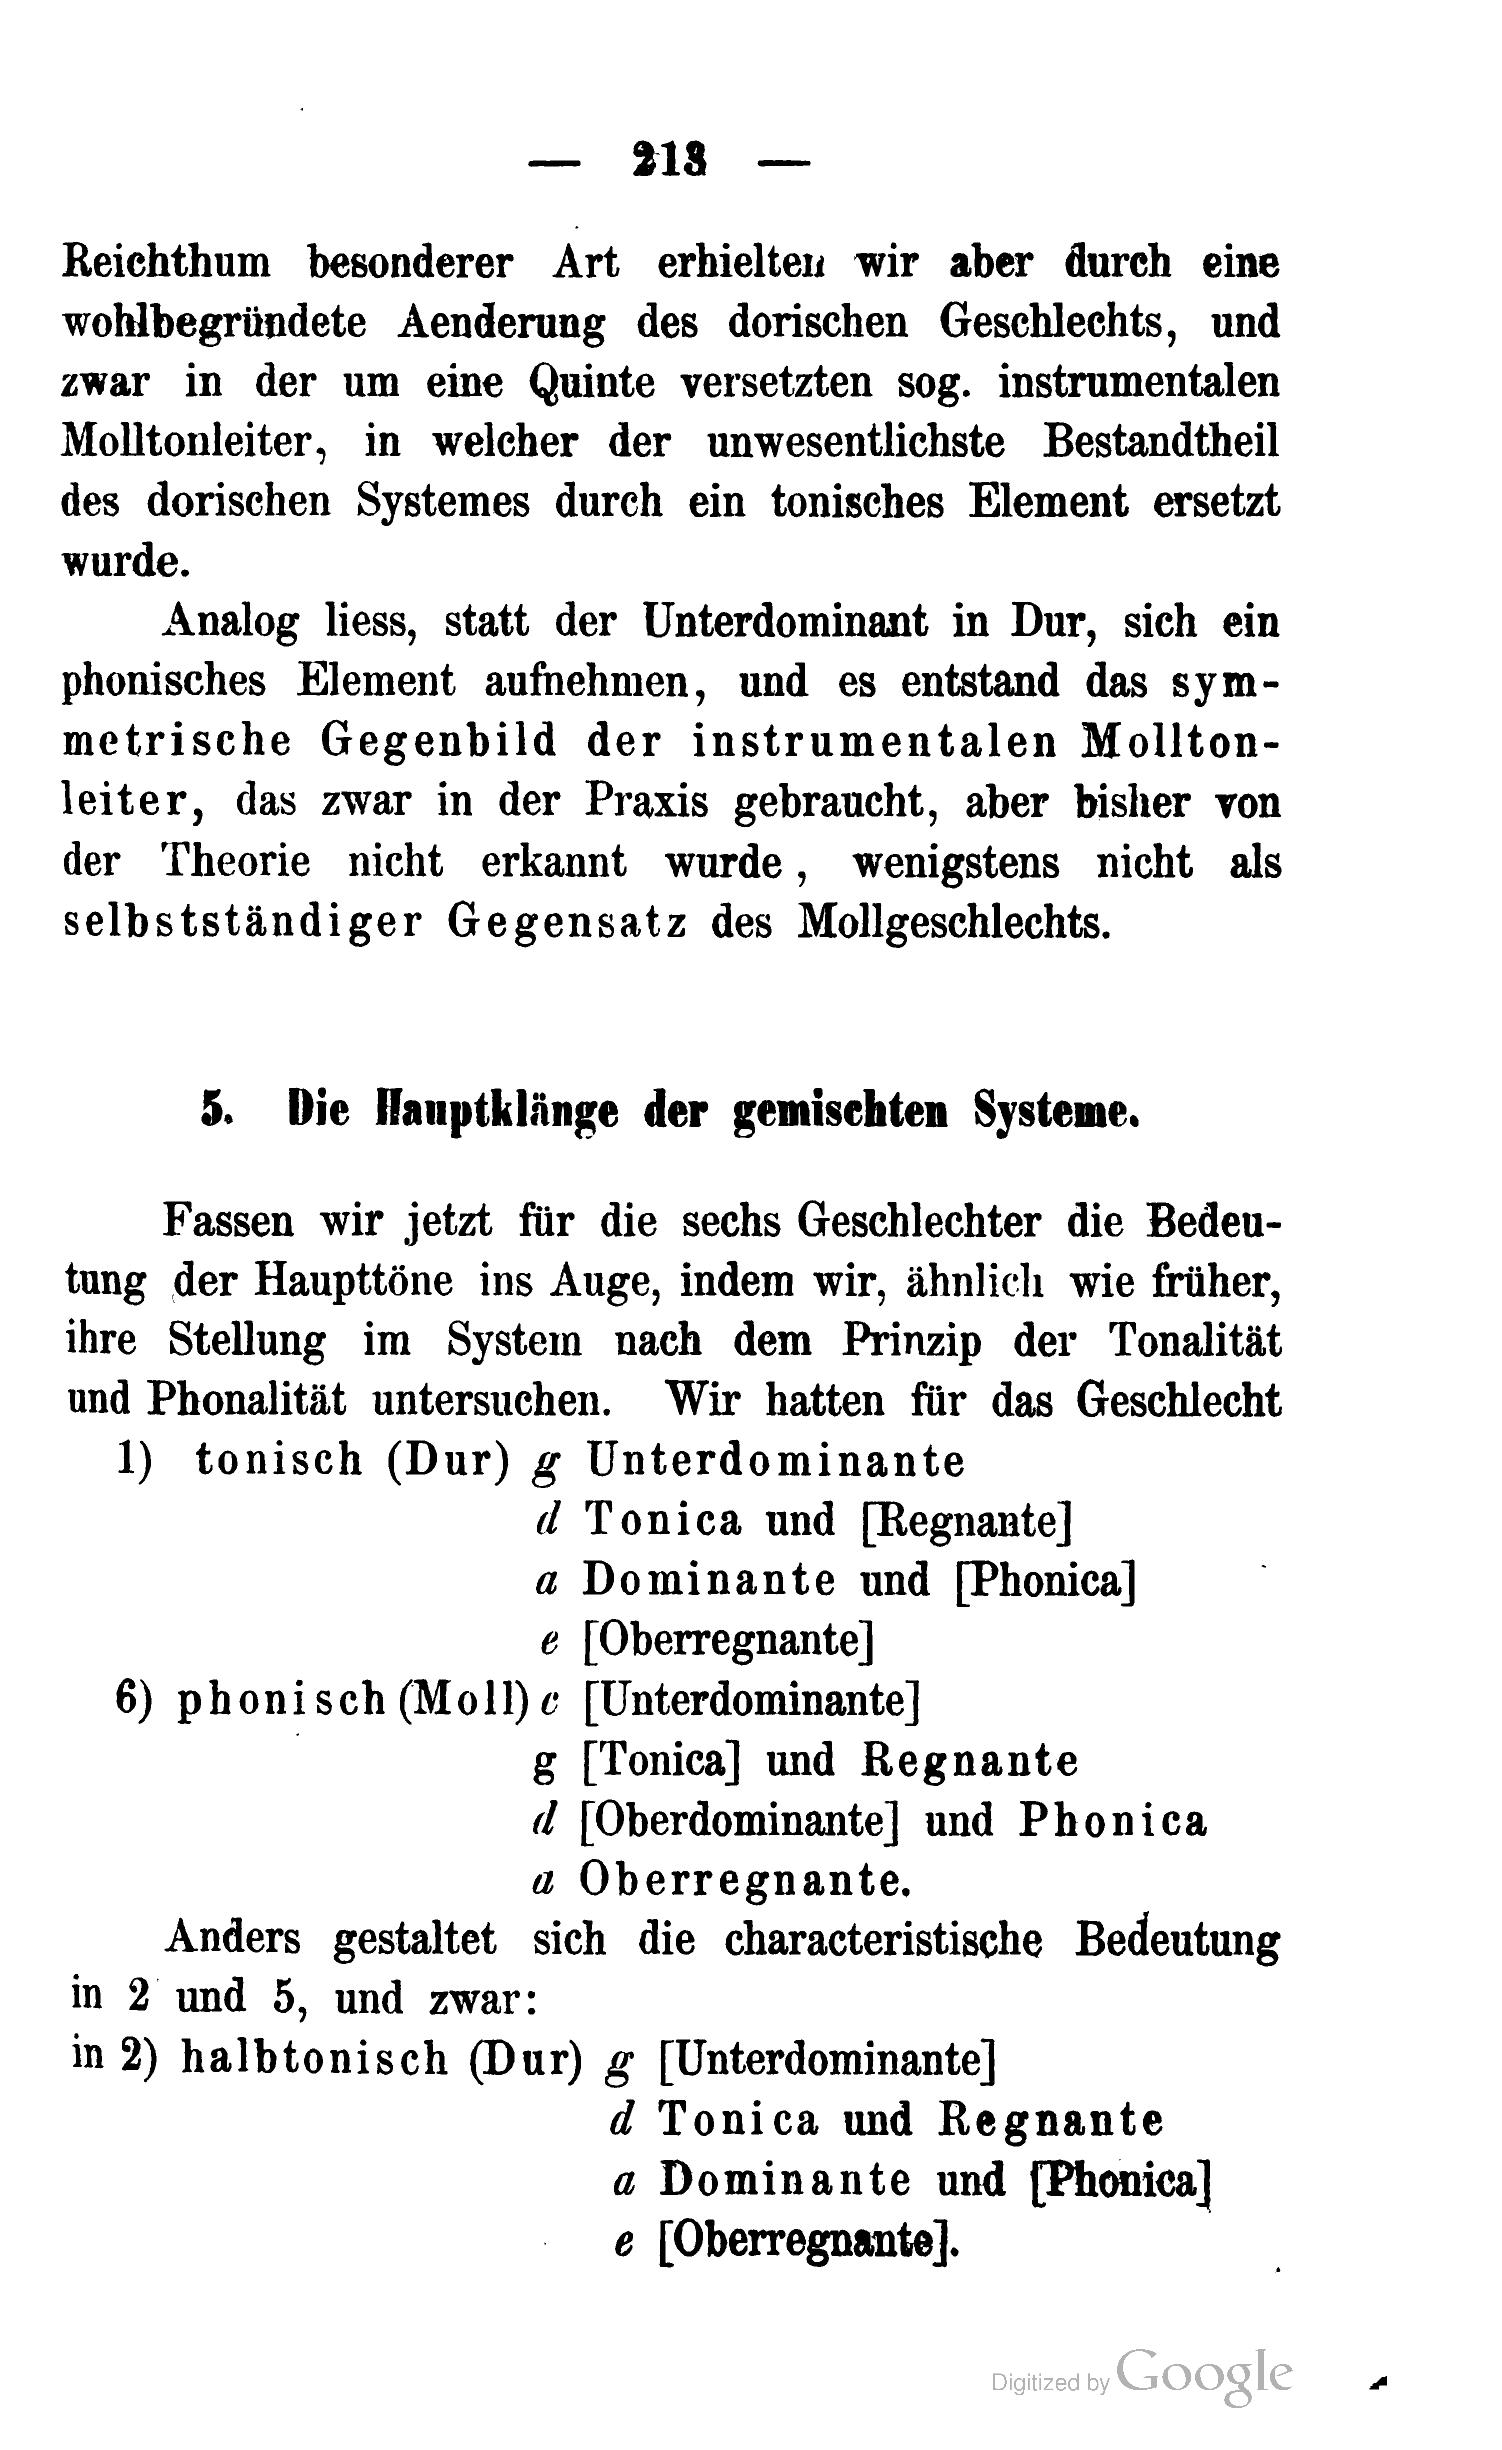 — 213 —
Reichthum besonderer Art erhielten wir aber durch eine
wohlbegründete Aenderung des dorischen Geschlechts, und
zwar in der um eine Quinte versetzten sog. instrumentalen
Molltonleiter, in welcher der unwesentlichste Bestandtheil
des dorischen Systemes durch ein tonisches Element ersetzt
wurde.
Analog liess, statt der Unterdominant in Dur, sich ein
phonisches Element aufnehmen, und es entstand das sym-
metrische Gegenbild der instrumentalen Mollton-
leiter, das zwar in der Praxis gebraucht, aber bisher von
der Theorie nicht erkannt wurde, wenigstens nicht als
selbstständiger Gegensatz des Mollgeschlechts.
5. Die Hauptklänge der gemischten Systeme.
Fassen wir jetzt für die sechs Geschlechter die Bedeu-
tung der Haupttöne ins Auge, indem wir, ähnlich wie früher,
ihre Stellung im System nach dem Prinzip der Tonalität
und Phonalität untersuchen. Wir hatten für das Geschlecht
1) tonisch (Dur) g Unterdominante
d Tonica und [Regnante]
a Dominante und [Phonica]
e [Oberregnante]
6) phonisch (Moll) c [Unterdominante]
g [Tonica] und Regnante
d [Oberdominante] und Phonica
a Oberregnante.
Anders gestaltet sich die characteristische Bedeutung
in 2 und 5, und zwar:
in 2) halbtonisch (Dur) g [Unterdominante]
d Tonica und Regnante
a Dominante und [Phonica]
e [Oberregnante].
Digitized by Google